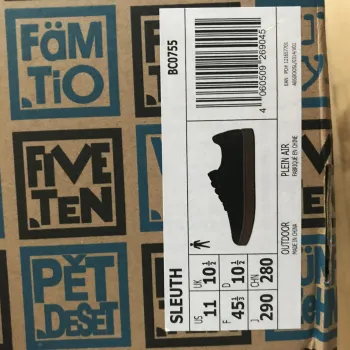 FäM
TiO
FiVE
TEN
PĚT
DESET
BC0755
4 060509 269045
SLEUTH
US UK D
11 10½ 10½
F J CHN
45⅓ 290 280
OUTDOOR
MADE IN CHINA
PLEIN AIR
FABRIQUÉ EN CHINE